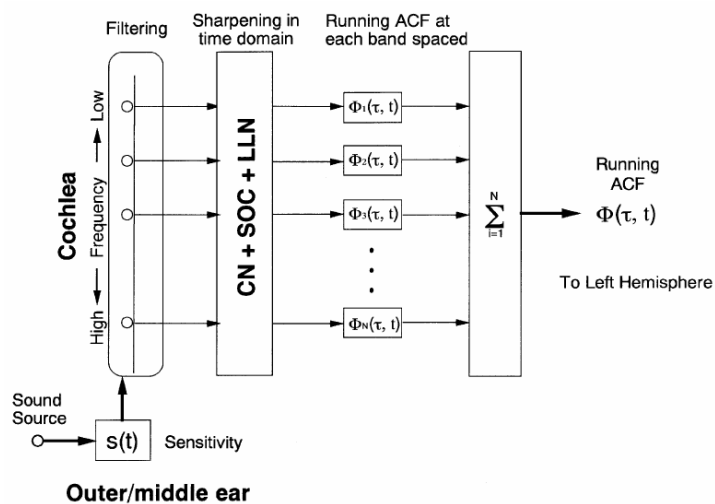 Filtering
Sharpening in
time domain
Running ACF at
each band spaced
Cochlea
High ← Frequency → Low
CN + SOC + LLN
Φ₁(τ, t)
Φ₂(τ, t)
Φ₃(τ, t)
Φ_N(τ, t)
N
Σ
i=1
Running
ACF
Φ(τ, t)
To Left Hemisphere
Sound
Source
s(t)
Sensitivity
Outer/middle ear